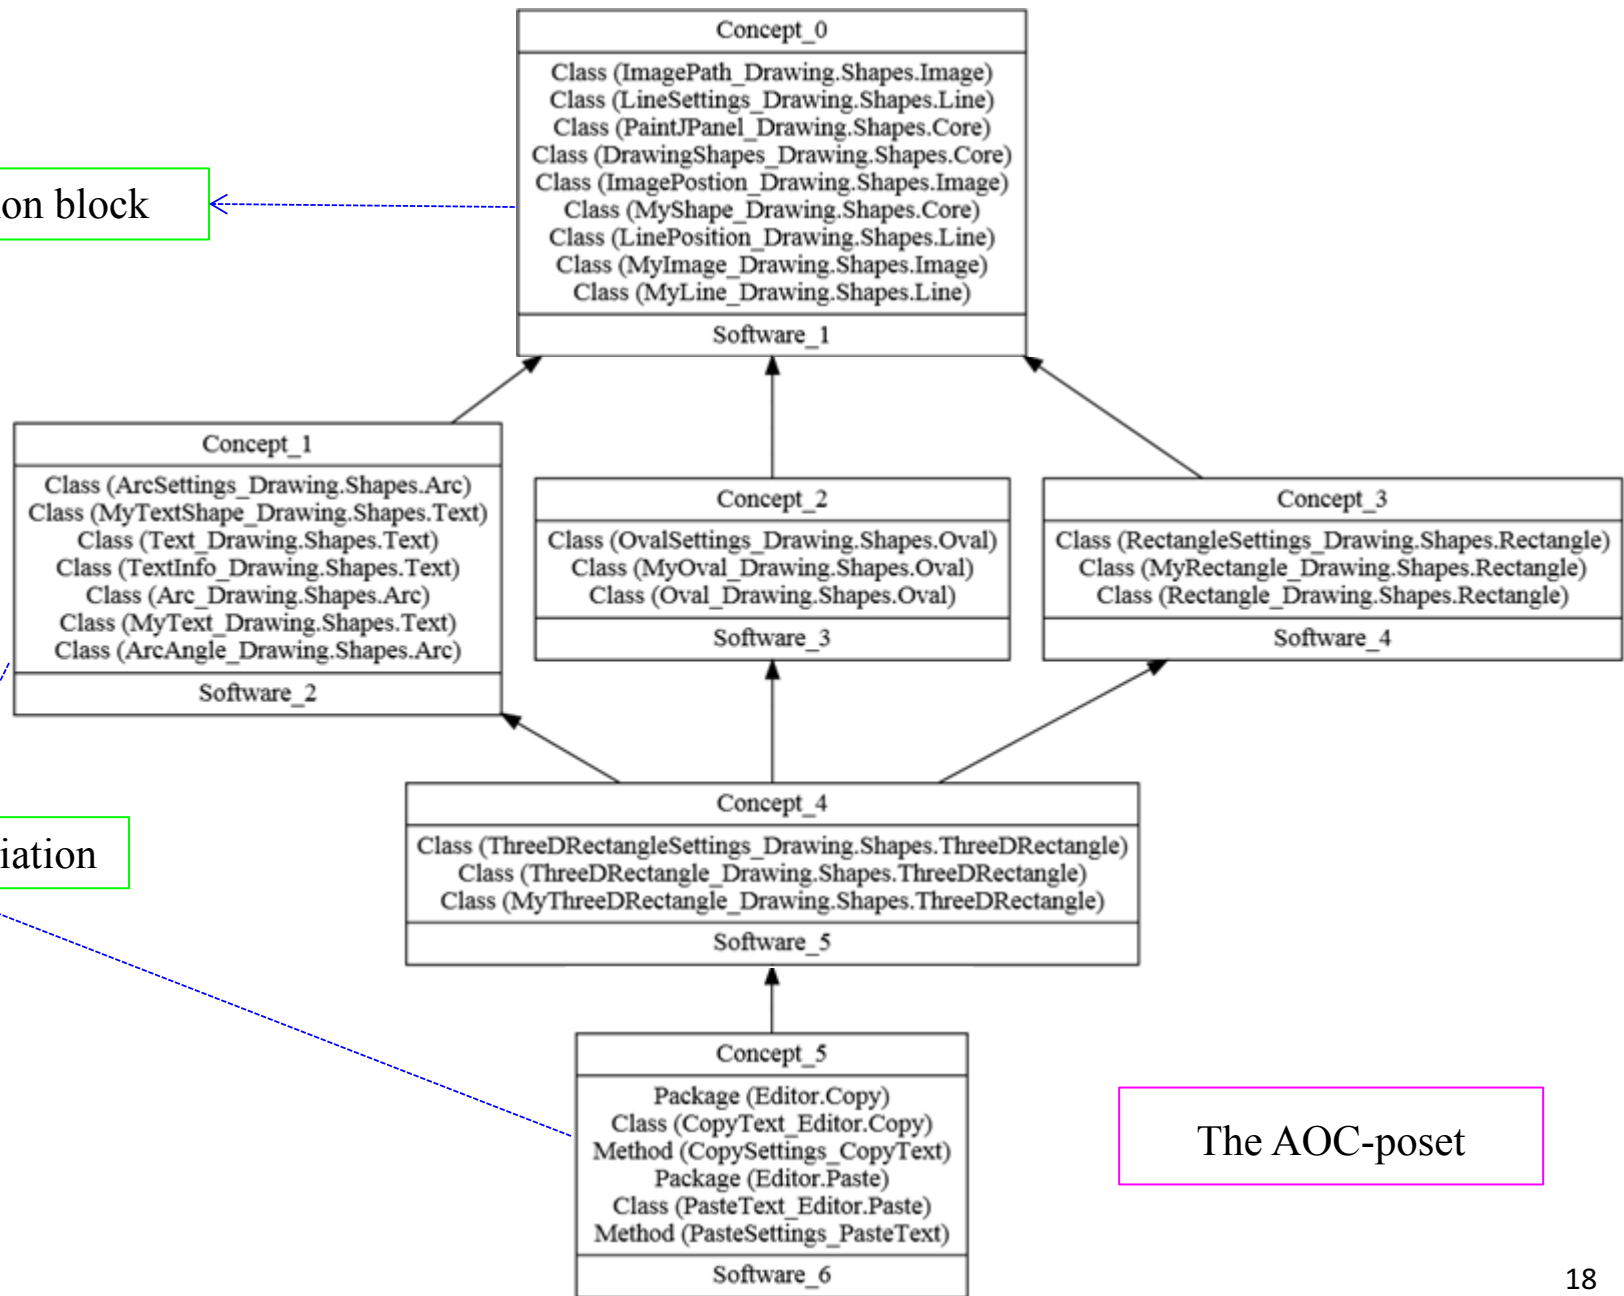 Concept_0
Class (ImagePath_Drawing.Shapes.Image)
Class (LineSettings_Drawing.Shapes.Line)
Class (PaintJPanel_Drawing.Shapes.Core)
Class (DrawingShapes_Drawing.Shapes.Core)
Class (ImagePostion_Drawing.Shapes.Image)
Class (MyShape_Drawing.Shapes.Core)
Class (LinePosition_Drawing.Shapes.Line)
Class (MyImage_Drawing.Shapes.Image)
Class (MyLine_Drawing.Shapes.Line)
Software_1
on block
Concept_1
Class (ArcSettings_Drawing.Shapes.Arc)
Class (MyTextShape_Drawing.Shapes.Text)
Class (Text_Drawing.Shapes.Text)
Class (TextInfo_Drawing.Shapes.Text)
Class (Arc_Drawing.Shapes.Arc)
Class (MyText_Drawing.Shapes.Text)
Class (ArcAngle_Drawing.Shapes.Arc)
Software_2
Concept_2
Class (OvalSettings_Drawing.Shapes.Oval)
Class (MyOval_Drawing.Shapes.Oval)
Class (Oval_Drawing.Shapes.Oval)
Software_3
Concept_3
Class (RectangleSettings_Drawing.Shapes.Rectangle)
Class (MyRectangle_Drawing.Shapes.Rectangle)
Class (Rectangle_Drawing.Shapes.Rectangle)
Software_4
iation
Concept_4
Class (ThreeDRectangleSettings_Drawing.Shapes.ThreeDRectangle)
Class (ThreeDRectangle_Drawing.Shapes.ThreeDRectangle)
Class (MyThreeDRectangle_Drawing.Shapes.ThreeDRectangle)
Software_5
Concept_5
Package (Editor.Copy)
Class (CopyText_Editor.Copy)
Method (CopySettings_CopyText)
Package (Editor.Paste)
Class (PasteText_Editor.Paste)
Method (PasteSettings_PasteText)
Software_6
The AOC-poset
18